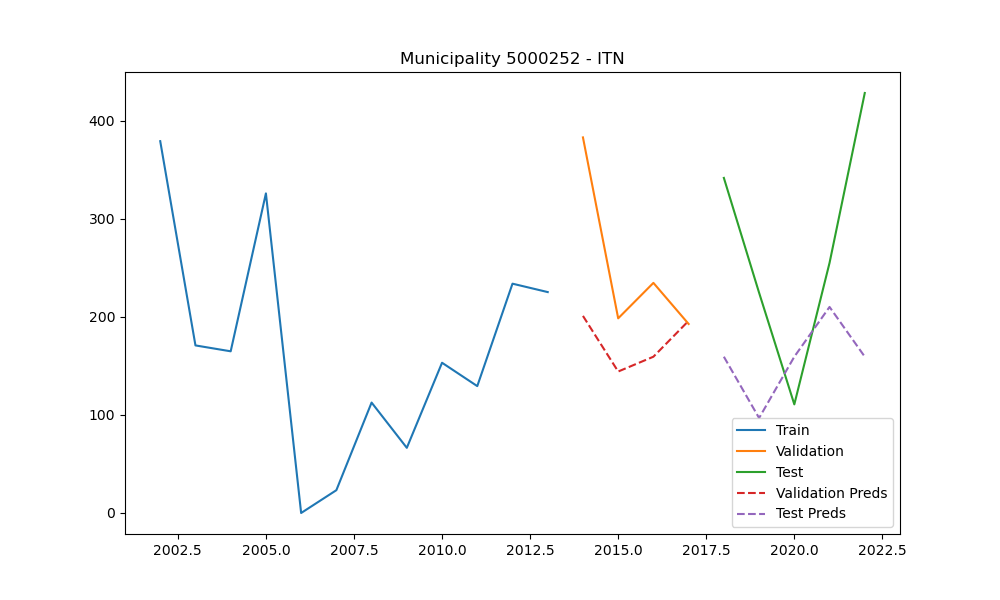 Municipality 5000252 - ITN
400
300
200
100
0
2002.5 2005.0 2007.5 2010.0 2012.5 2015.0 2017.5 2020.0 2022.5
Train
Validation
Test
Validation Preds
Test Preds